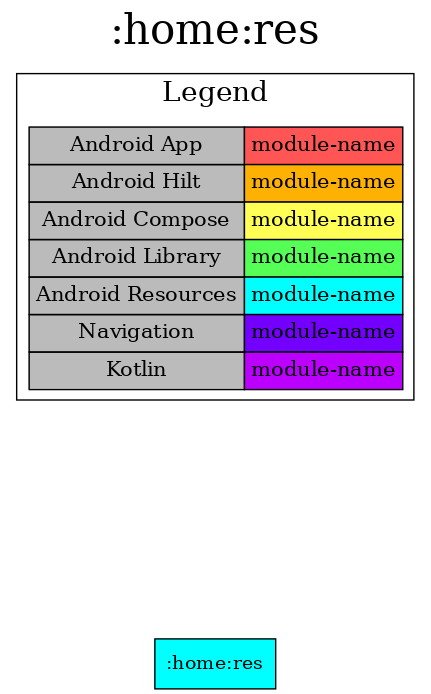 :home:res
Legend
Android App module-name
Android Hilt module-name
Android Compose module-name
Android Library module-name
Android Resources module-name
Navigation module-name
Kotlin module-name
:home:res